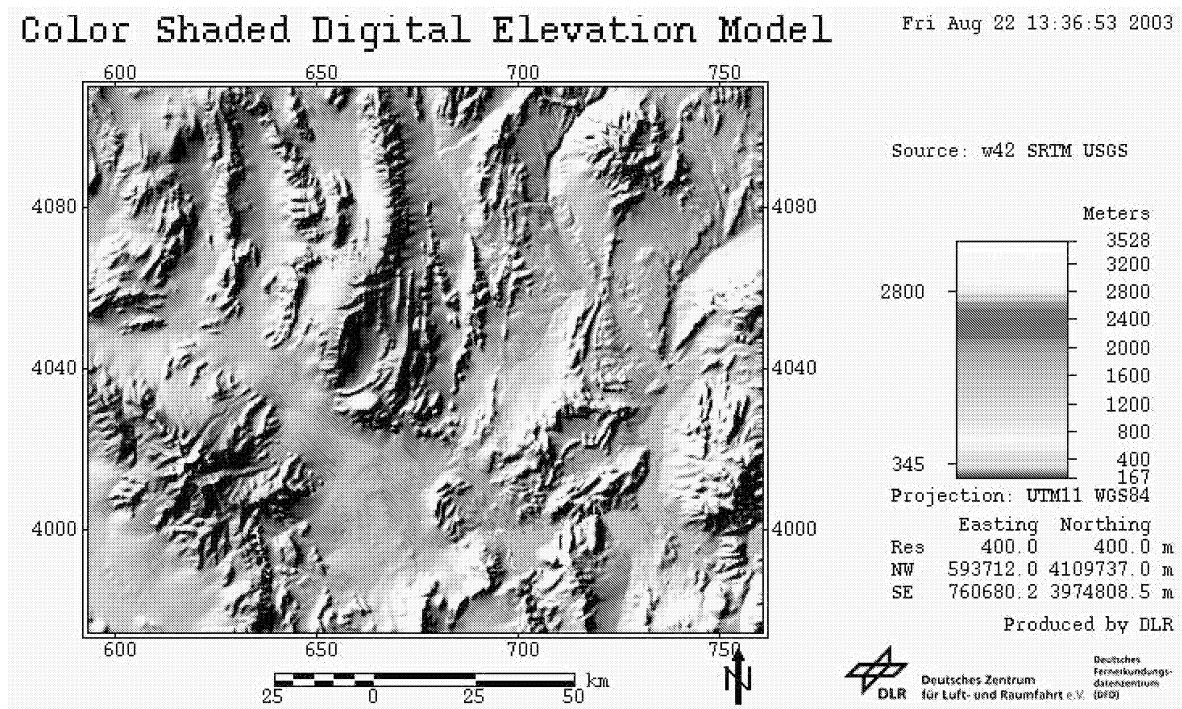 Color Shaded Digital Elevation Model
Fri Aug 22 13:36:53 2003
600 650 700 750
Source: w42 SRTM USGS
4080 4080
Meters
3528
3200
2800 2800
2400
2000
4040 4040
1600
1200
800
345 400
167
Projection: UTM11 WGS84
4000 4000
Easting Northing
Res 400.0 400.0 m
NW 593712.0 4109737.0 m
SE 760680.2 3974808.5 m
Produced by DLR
600 650 700 750
25 0 25 50 km
N
DLR
Deutsches Zentrum
für Luft- und Raumfahrt e.V.
Deutsches
Fernerkundungs-
datenzentrum
(DFD)